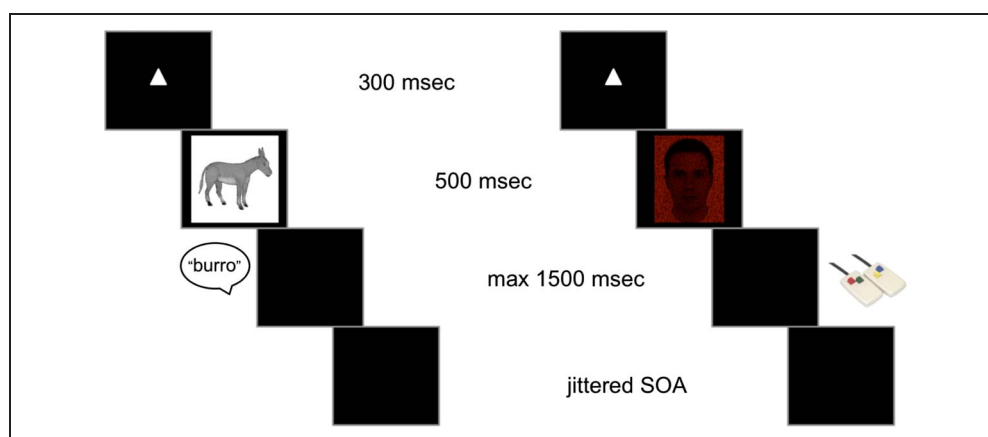 300 msec
500 msec
“burro”
max 1500 msec
jittered SOA